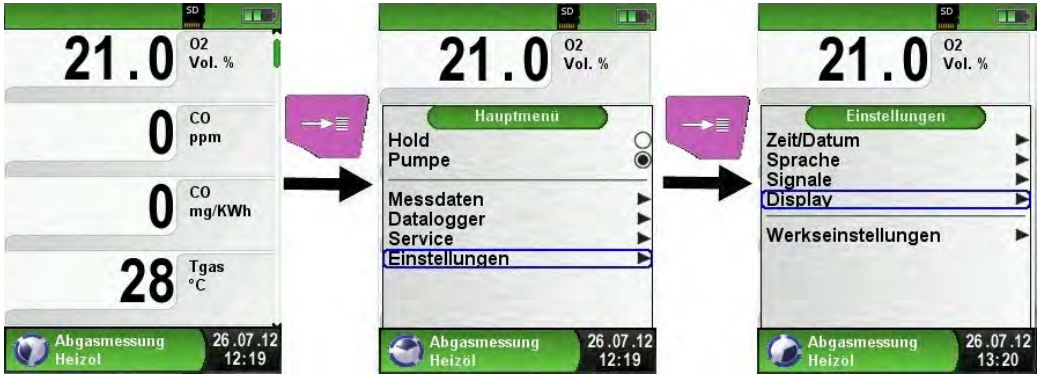 SD
21.0 O2
Vol. %
0 CO
ppm
0 CO
mg/KWh
28 Tgas
°C
Abgasmessung 26.07.12
Heizöl 12:19
SD
21.0 O2
Vol. %
Hauptmenü
Hold
Pumpe
Messdaten
Datalogger
Service
Einstellungen
Abgasmessung 26.07.12
Heizöl 12:19
SD
21.0 O2
Vol. %
Einstellungen
Zeit/Datum
Sprache
Signale
Display
Werkseinstellungen
Abgasmessung 26.07.12
Heizöl 13:20